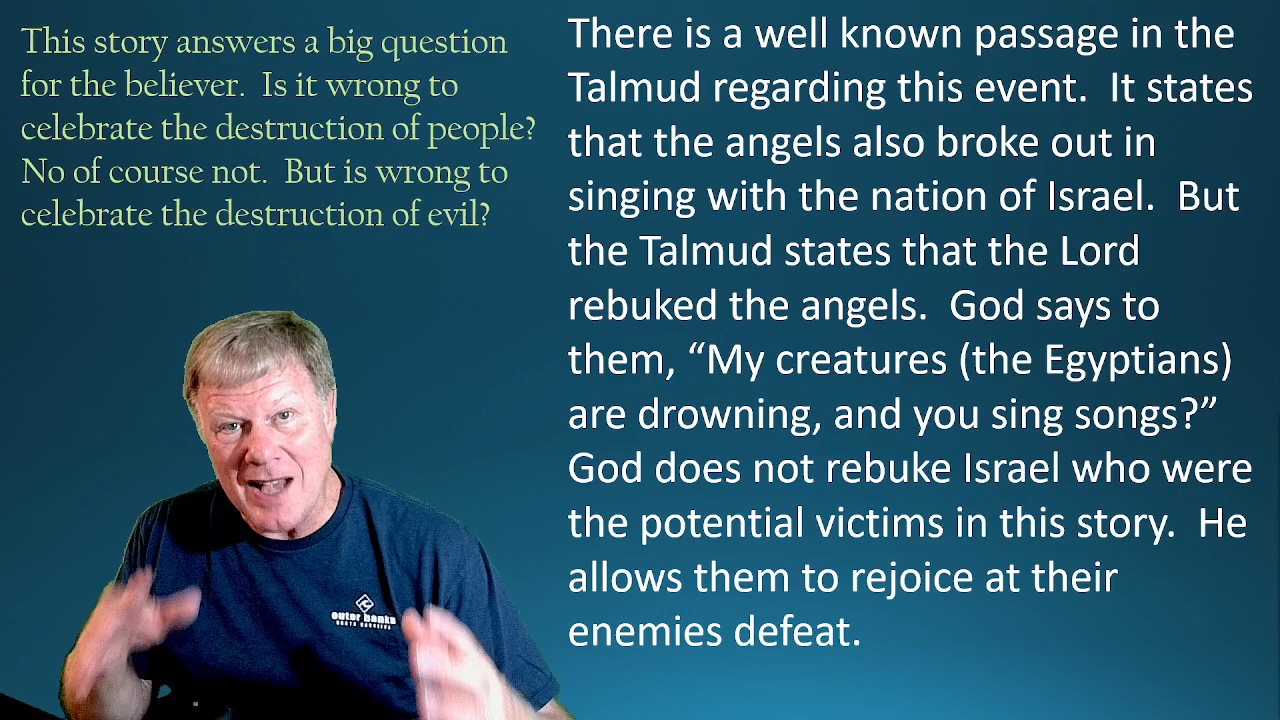 This story answers a big question
for the believer.  Is it wrong to
celebrate the destruction of people?
No of course not.  But is wrong to
celebrate the destruction of evil?
There is a well known passage in the
Talmud regarding this event.  It states
that the angels also broke out in
singing with the nation of Israel.  But
the Talmud states that the Lord
rebuked the angels.  God says to
them, “My creatures (the Egyptians)
are drowning, and you sing songs?”
God does not rebuke Israel who were
the potential victims in this story.  He
allows them to rejoice at their
enemies defeat.
outer banks